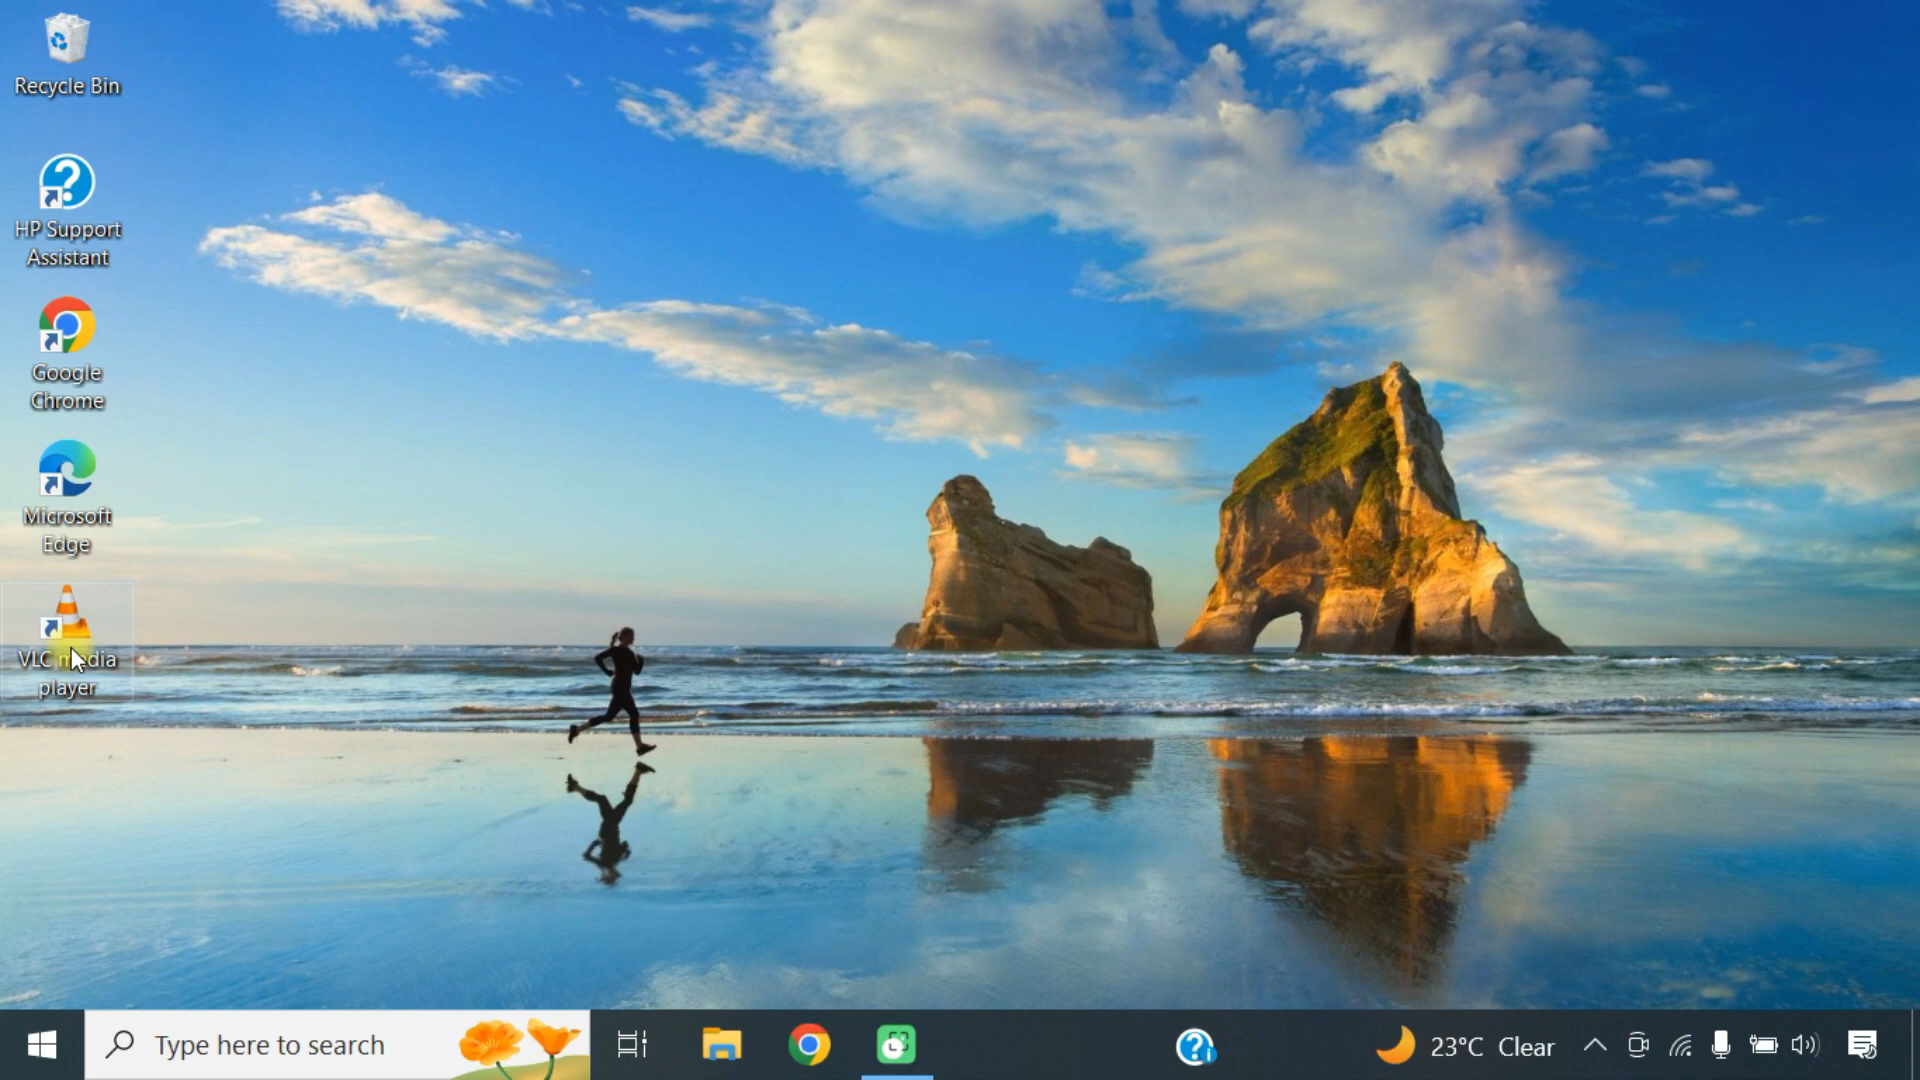 Recycle Bin
HP Support
Assistant
Google
Chrome
Microsoft
Edge
VLC media
player
Type here to search
23°C Clear